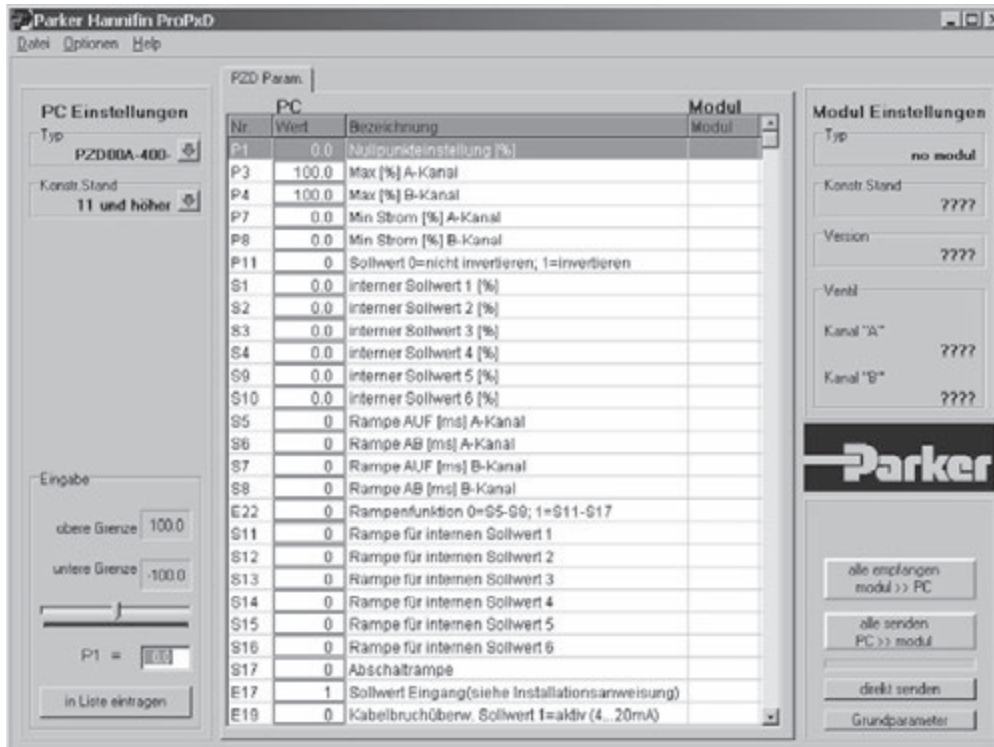 Parker Hannifin ProPxD
Datei Optionen Help
PC Einstellungen
Typ
PZD00A-400-
Konstr.Stand
11 und höher
Eingabe
obere Grenze 100.0
untere Grenze -100.0
P1 = 0.0
in Liste eintragen
PZD Param.
PC Modul
Nr. Wert Bezeichnung Modul
P1 0.0 Nullpunkteinstellung [%]
P3 100.0 Max [%] A-Kanal
P4 100.0 Max [%] B-Kanal
P7 0.0 Min Strom [%] A-Kanal
P8 0.0 Min Strom [%] B-Kanal
P11 0 Sollwert 0=nicht invertieren; 1=invertieren
S1 0.0 interner Sollwert 1 [%]
S2 0.0 interner Sollwert 2 [%]
S3 0.0 interner Sollwert 3 [%]
S4 0.0 interner Sollwert 4 [%]
S9 0.0 interner Sollwert 5 [%]
S10 0.0 interner Sollwert 6 [%]
S5 0 Rampe AUF [ms] A-Kanal
S6 0 Rampe AB [ms] A-Kanal
S7 0 Rampe AUF [ms] B-Kanal
S8 0 Rampe AB [ms] B-Kanal
E22 0 Rampenfunktion 0=S5-S8; 1=S11-S17
S11 0 Rampe für internen Sollwert 1
S12 0 Rampe für internen Sollwert 2
S13 0 Rampe für internen Sollwert 3
S14 0 Rampe für internen Sollwert 4
S15 0 Rampe für internen Sollwert 5
S16 0 Rampe für internen Sollwert 6
S17 0 Abschaltrampe
E17 1 Sollwert Eingang(siehe Installationsanweisung)
E19 0 Kabelbruchüberw. Sollwert 1=aktiv (4...20mA)
Modul Einstellungen
Typ
no modul
Konstr.Stand
????
Version
????
Ventil
Kanal "A"
????
Kanal "B"
????
Parker
alle empfangen
modul >> PC
alle senden
PC >> modul
direkt senden
Grundparameter